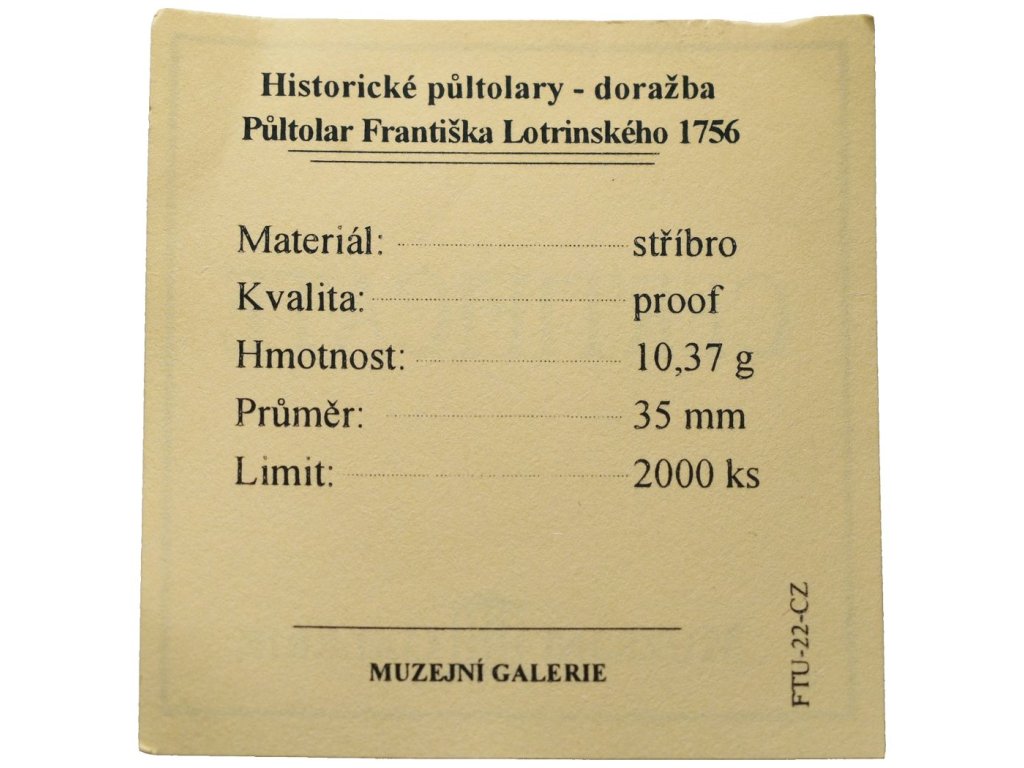 Historické půltolary - doražba
Půltolar Františka Lotrinského 1756
Materiál: stříbro
Kvalita: proof
Hmotnost: 10,37 g
Průměr: 35 mm
Limit: 2000 ks
MUZEJNÍ GALERIE
FTU-22-CZ